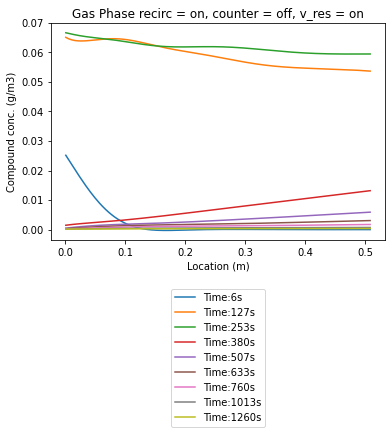 Gas Phase recirc = on, counter = off, v_res = on
Compound conc. (g/m3)
0.07
0.06
0.05
0.04
0.03
0.02
0.01
0.00
0.0 0.1 0.2 0.3 0.4 0.5
Location (m)
Time:6s
Time:127s
Time:253s
Time:380s
Time:507s
Time:633s
Time:760s
Time:1013s
Time:1260s